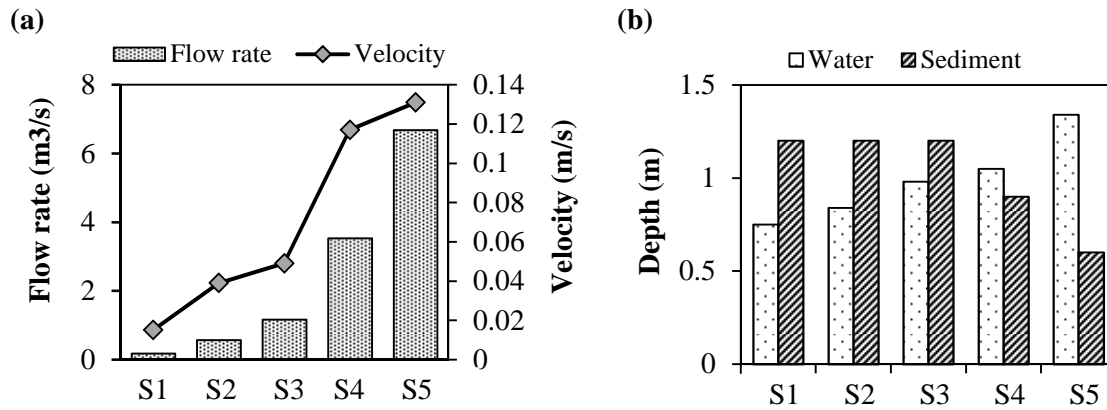 (a)
Flow rate Velocity
8
6
4
2
0
Flow rate (m3/s)
0.14
0.12
0.1
0.08
0.06
0.04
0.02
0
Velocity (m/s)
S1 S2 S3 S4 S5
(b)
Water Sediment
1.5
1
0.5
0
Depth (m)
S1 S2 S3 S4 S5